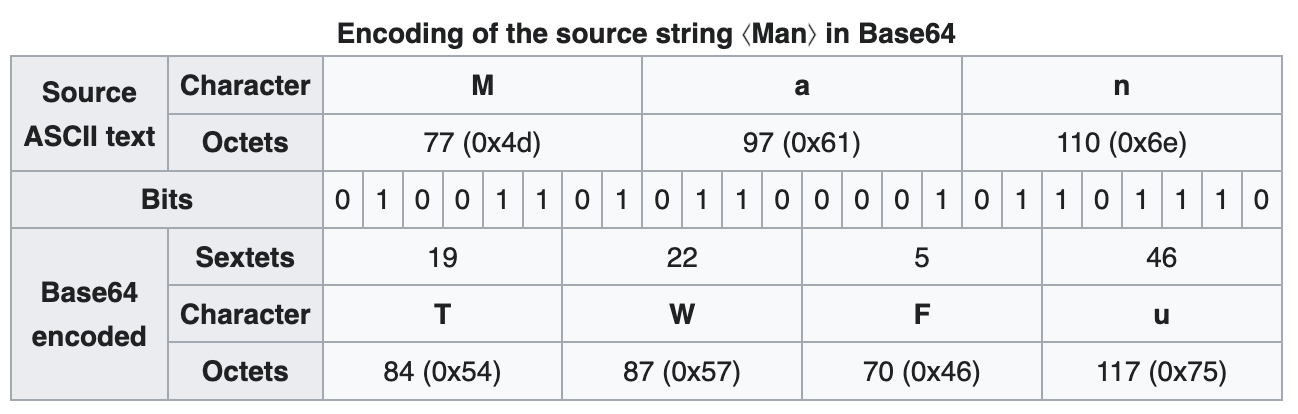 Encoding of the source string ⟨Man⟩ in Base64
Source ASCII text Character M a n
Octets 77 (0x4d) 97 (0x61) 110 (0x6e)
Bits 0 1 0 0 1 1 0 1 0 1 1 0 0 0 0 1 0 1 1 0 1 1 1 0
Base64 encoded Sextets 19 22 5 46
Character T W F u
Octets 84 (0x54) 87 (0x57) 70 (0x46) 117 (0x75)